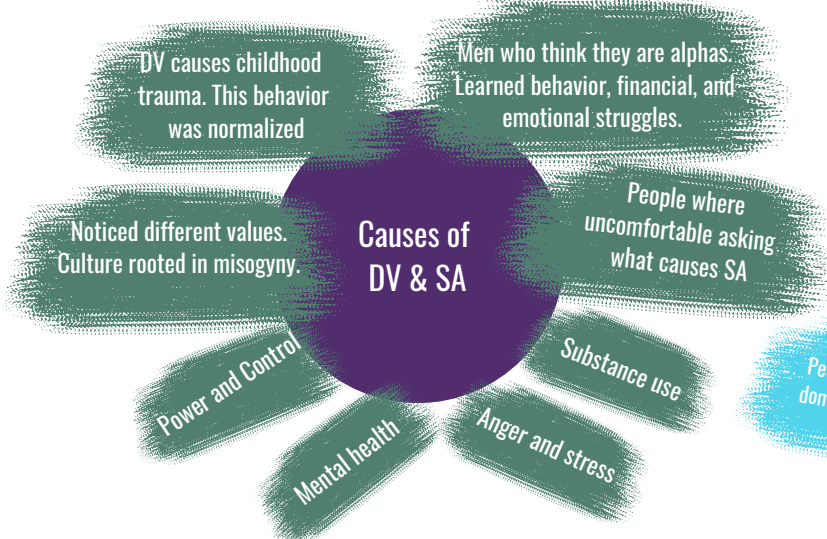 DV causes childhood
trauma. This behavior
was normalized
Men who think they are alphas.
Learned behavior, financial, and
emotional struggles.
Noticed different values.
Culture rooted in misogyny.
Causes of
DV & SA
People where
uncomfortable asking
what causes SA
Power and Control
Mental health
Anger and stress
Substance use